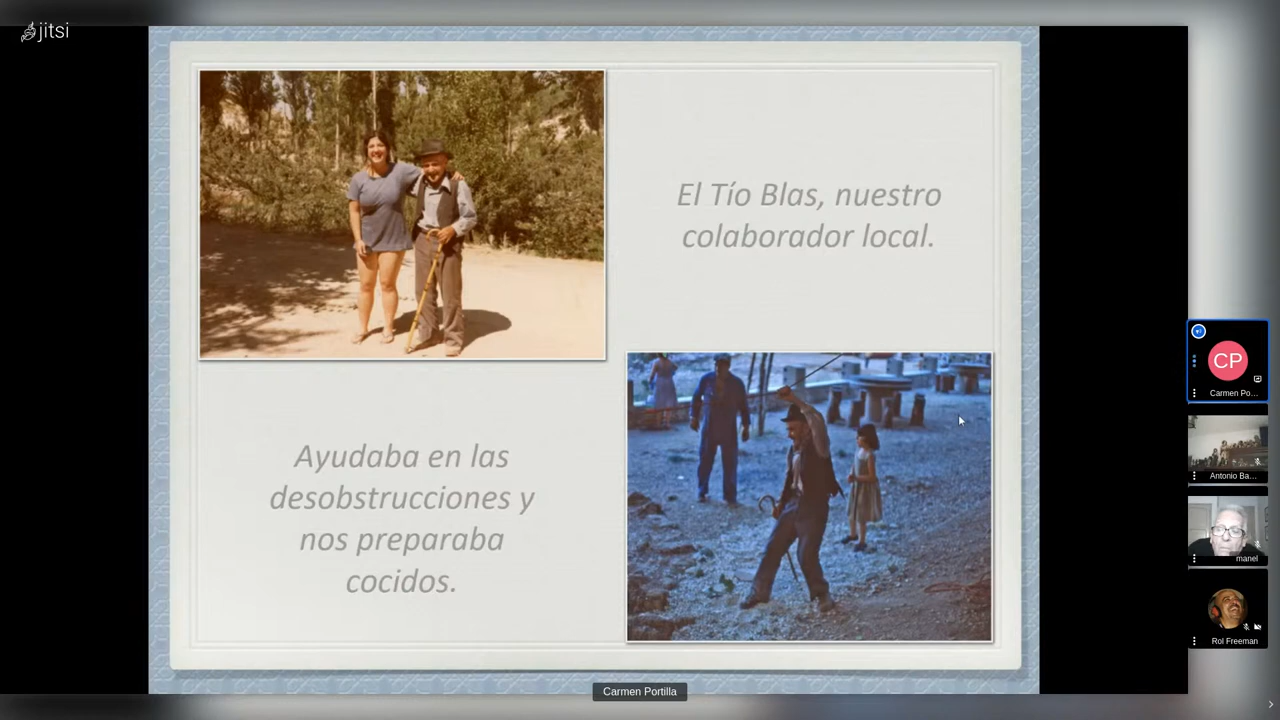 jitsi
El Tío Blas, nuestro
colaborador local.
Ayudaba en las
desobstrucciones y
nos preparaba
cocidos.
CP
Carmen Po...
Antonio Ba...
manel
Rol Freeman
Carmen Portilla